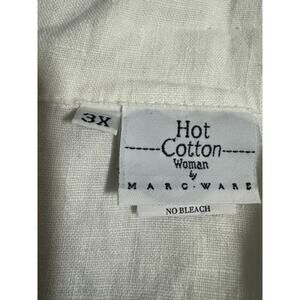 3X
Hot
Cotton
Woman
by
MARC·WARE
NO BLEACH